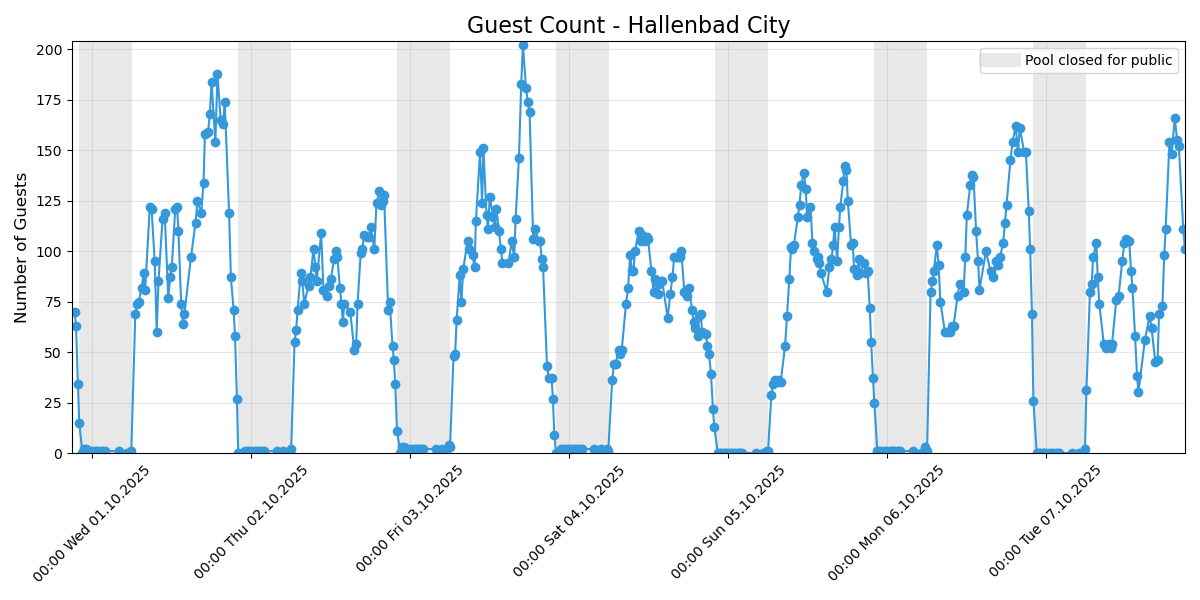 Guest Count - Hallenbad City
Pool closed for public
Number of Guests
200
175
150
125
100
75
50
25
0
00:00 Wed 01.10.2025
00:00 Thu 02.10.2025
00:00 Fri 03.10.2025
00:00 Sat 04.10.2025
00:00 Sun 05.10.2025
00:00 Mon 06.10.2025
00:00 Tue 07.10.2025